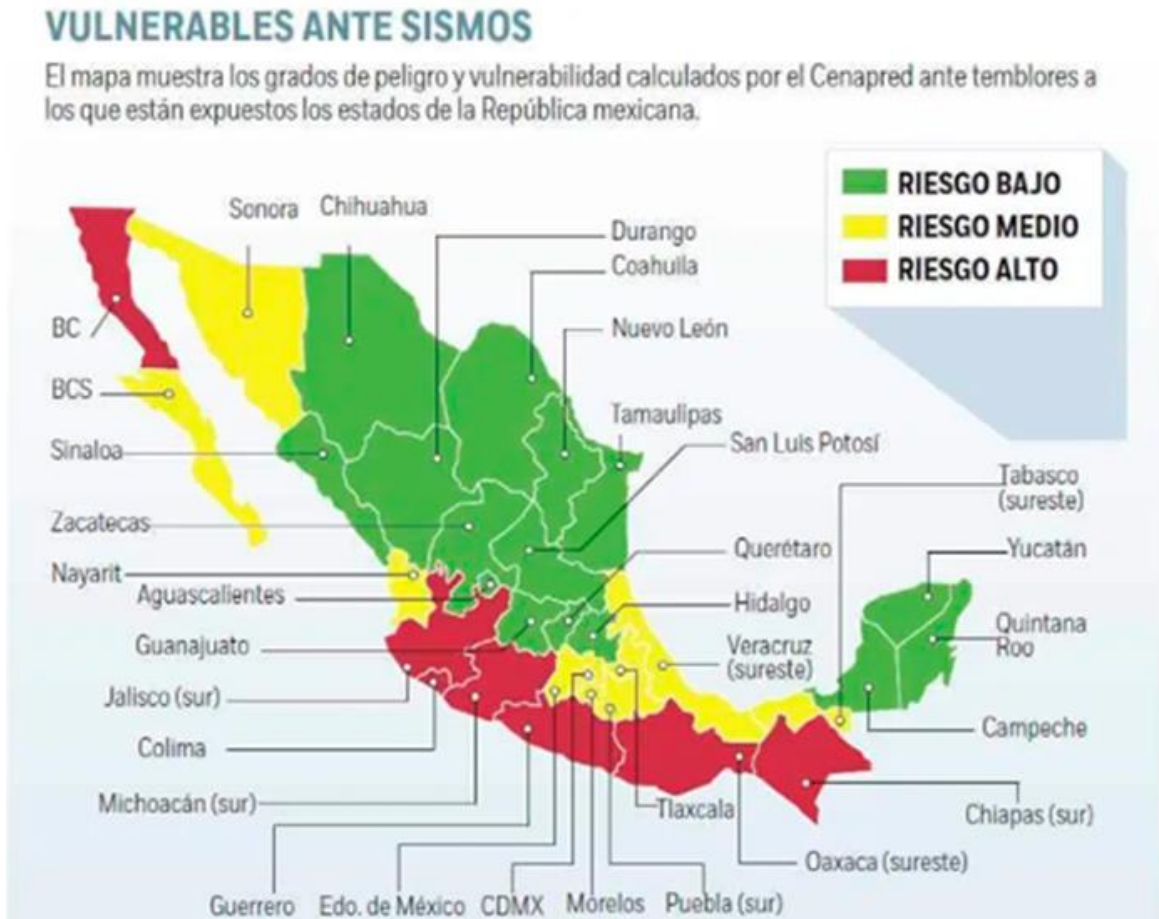 VULNERABLES ANTE SISMOS
El mapa muestra los grados de peligro y vulnerabilidad calculados por el Cenapred ante temblores a
los que están expuestos los estados de la República mexicana.
RIESGO BAJO
RIESGO MEDIO
RIESGO ALTO
Sonora
Chihuahua
Durango
Coahuila
BC
Nuevo León
BCS
Tamaulipas
Sinaloa
San Luis Potosí
Tabasco
(sureste)
Zacatecas
Querétaro
Yucatán
Nayarit
Aguascalientes
Hidalgo
Quintana
Roo
Guanajuato
Veracruz
(sureste)
Jalisco (sur)
Campeche
Colima
Michoacán (sur)
Tlaxcala
Chiapas (sur)
Oaxaca (sureste)
Guerrero
Edo. de México
CDMX
Morelos
Puebla (sur)